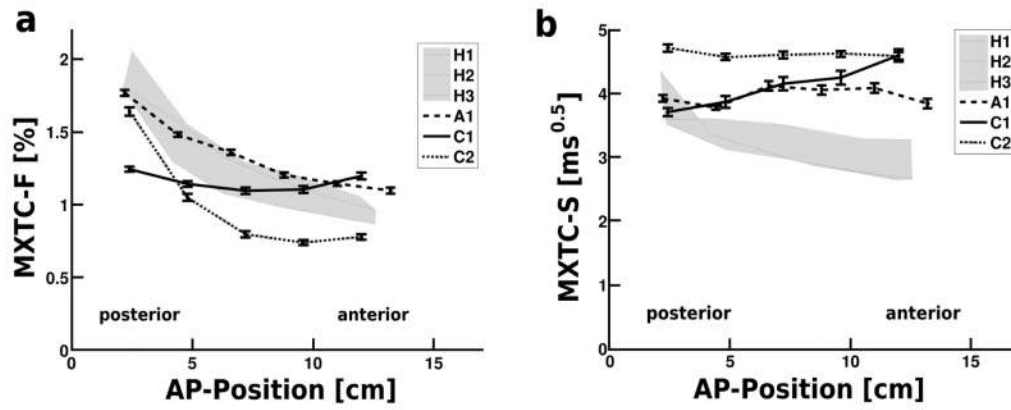 a
MXTC-F [%]
2
1.5
1
0.5
0
0 5 10 15
posterior anterior
AP-Position [cm]
H1
H2
H3
A1
C1
C2
b
MXTC-S [ms^0.5]
5
4
3
2
1
0
0 5 10 15
posterior anterior
AP-Position [cm]
H1
H2
H3
A1
C1
C2